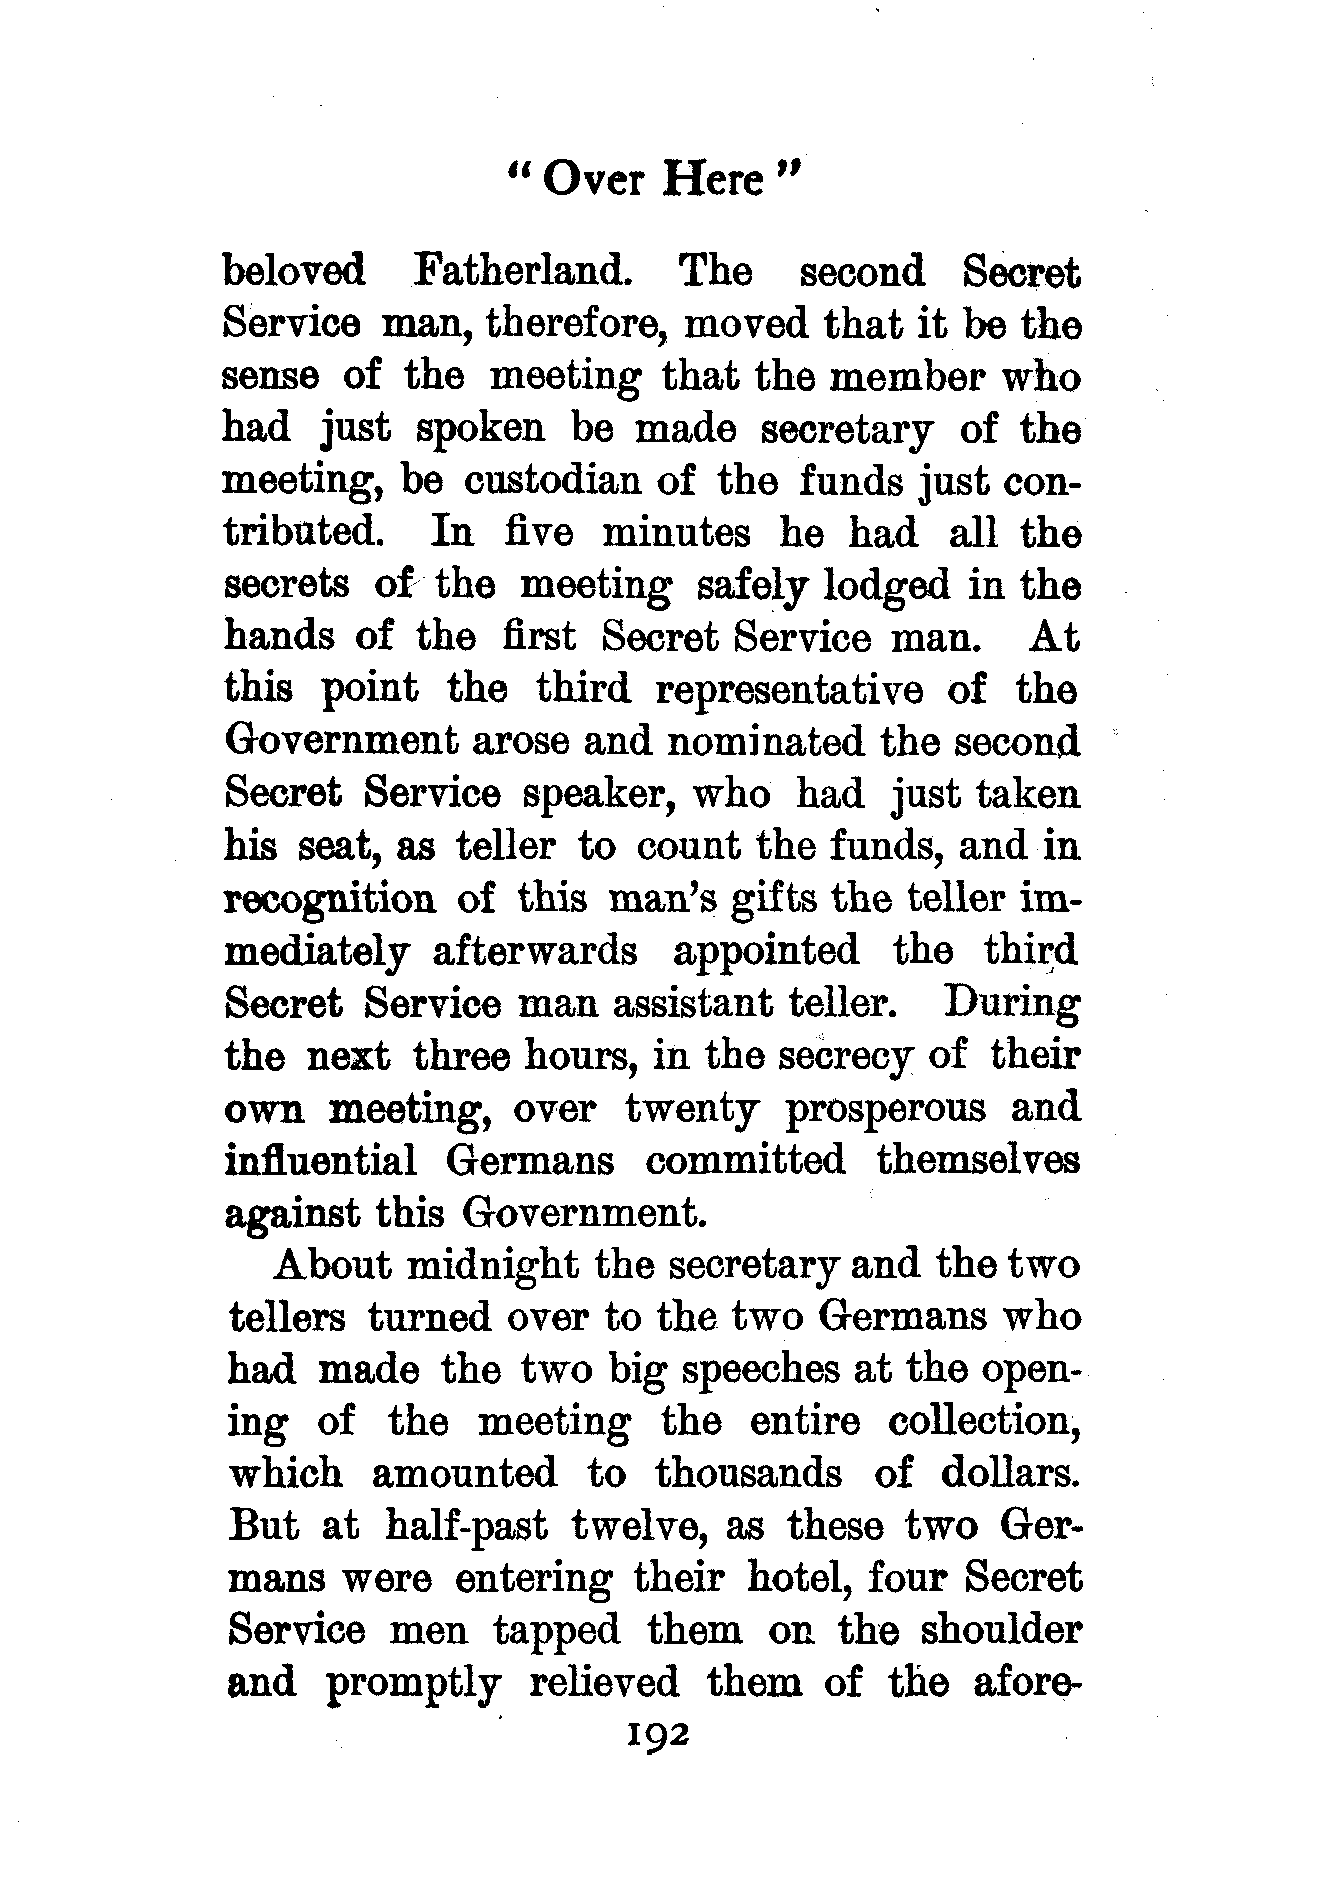 “ Over Here ”
beloved Fatherland. The second Secret
Service man, therefore, moved that it be the
sense of the meeting that the member who
had just spoken be made secretary of the
meeting, be custodian of the funds just con-
tributed. In five minutes he had all the
secrets of the meeting safely lodged in the
hands of the first Secret Service man. At
this point the third representative of the
Government arose and nominated the second
Secret Service speaker, who had just taken
his seat, as teller to count the funds, and in
recognition of this man’s gifts the teller im-
mediately afterwards appointed the third
Secret Service man assistant teller. During
the next three hours, in the secrecy of their
own meeting, over twenty prosperous and
influential Germans committed themselves
against this Government.
About midnight the secretary and the two
tellers turned over to the two Germans who
had made the two big speeches at the open-
ing of the meeting the entire collection,
which amounted to thousands of dollars.
But at half-past twelve, as these two Ger-
mans were entering their hotel, four Secret
Service men tapped them on the shoulder
and promptly relieved them of the afore-
192